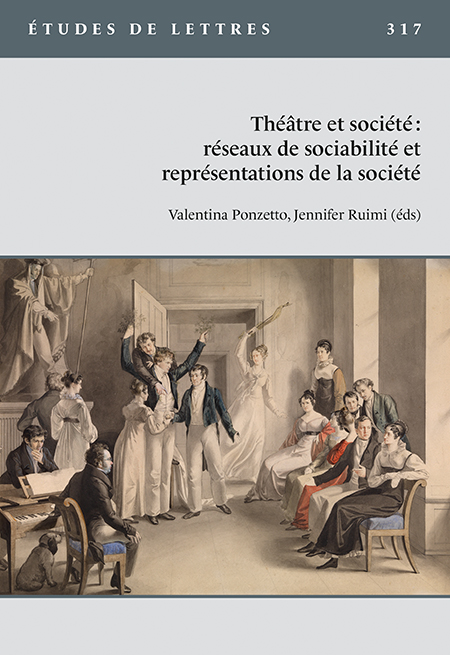 ÉTUDES DE LETTRES 317
Théâtre et société :
réseaux de sociabilité et
représentations de la société
Valentina Ponzetto, Jennifer Ruimi (éds)